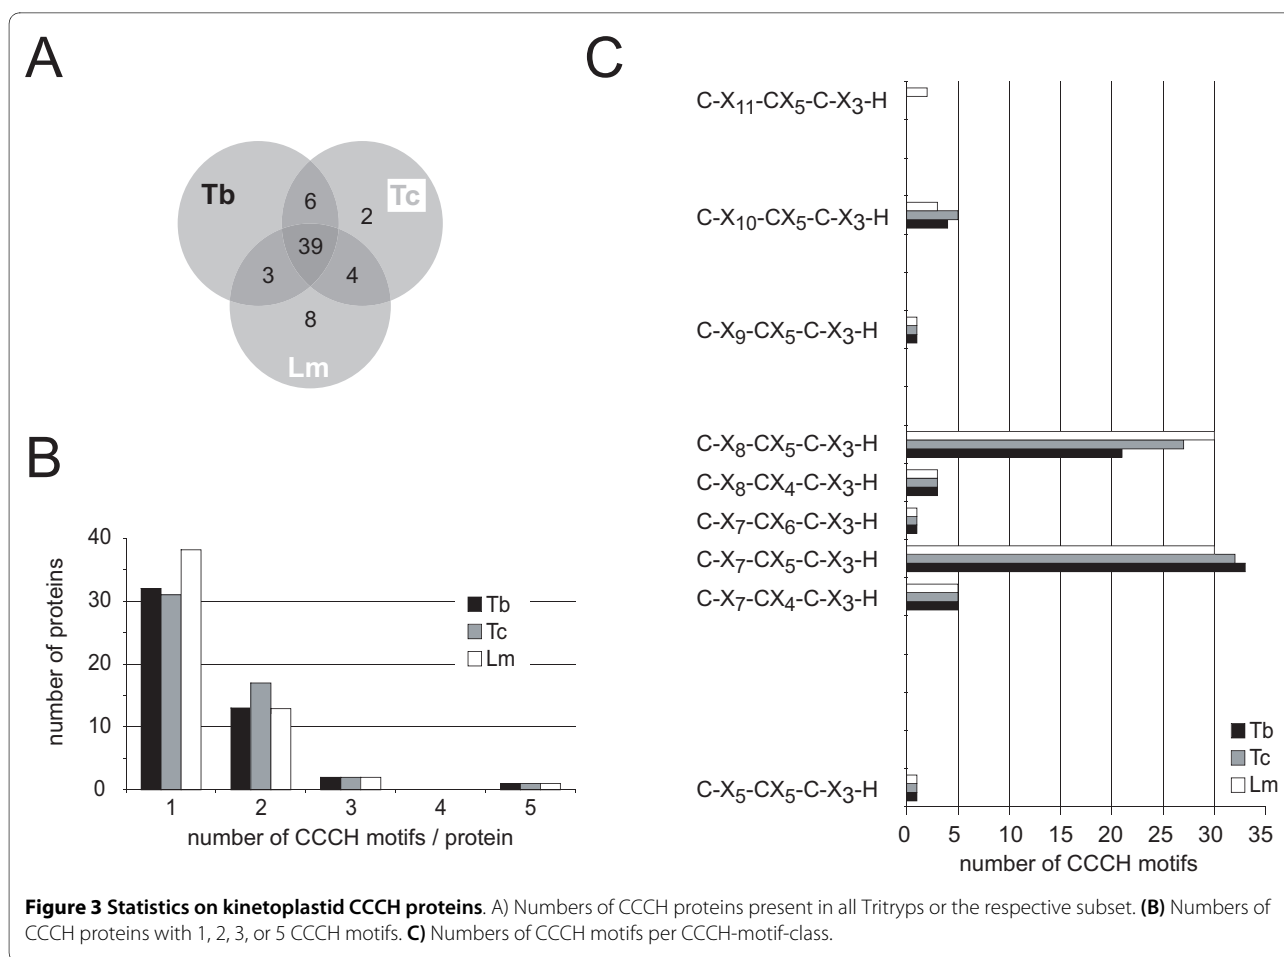 A
Tb
6
Tc
2
39
3
4
8
Lm
B
number of proteins
40
30
20
10
0
Tb
Tc
Lm
1 2 3 4 5
number of CCCH motifs / protein
C
C-X11-CX5-C-X3-H
C-X10-CX5-C-X3-H
C-X9-CX5-C-X3-H
C-X8-CX5-C-X3-H
C-X8-CX4-C-X3-H
C-X7-CX6-C-X3-H
C-X7-CX5-C-X3-H
C-X7-CX4-C-X3-H
C-X5-CX5-C-X3-H
Tb
Tc
Lm
0 5 10 15 20 25 30 35
number of CCCH motifs
Figure 3 Statistics on kinetoplastid CCCH proteins. A) Numbers of CCCH proteins present in all Tritryps or the respective subset. (B) Numbers of
CCCH proteins with 1, 2, 3, or 5 CCCH motifs. C) Numbers of CCCH motifs per CCCH-motif-class.